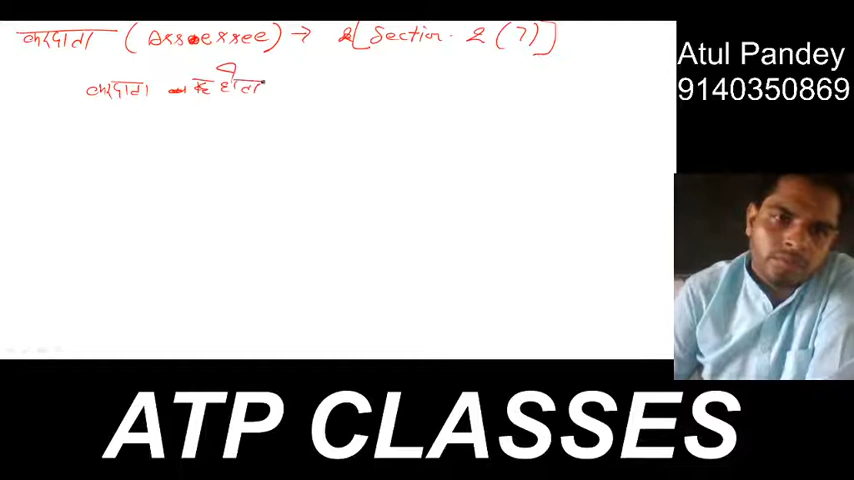 करदाता (Assessee) → [Section - 2 (7)]
करदाता
Atul Pandey
9140350869
ATP CLASSES